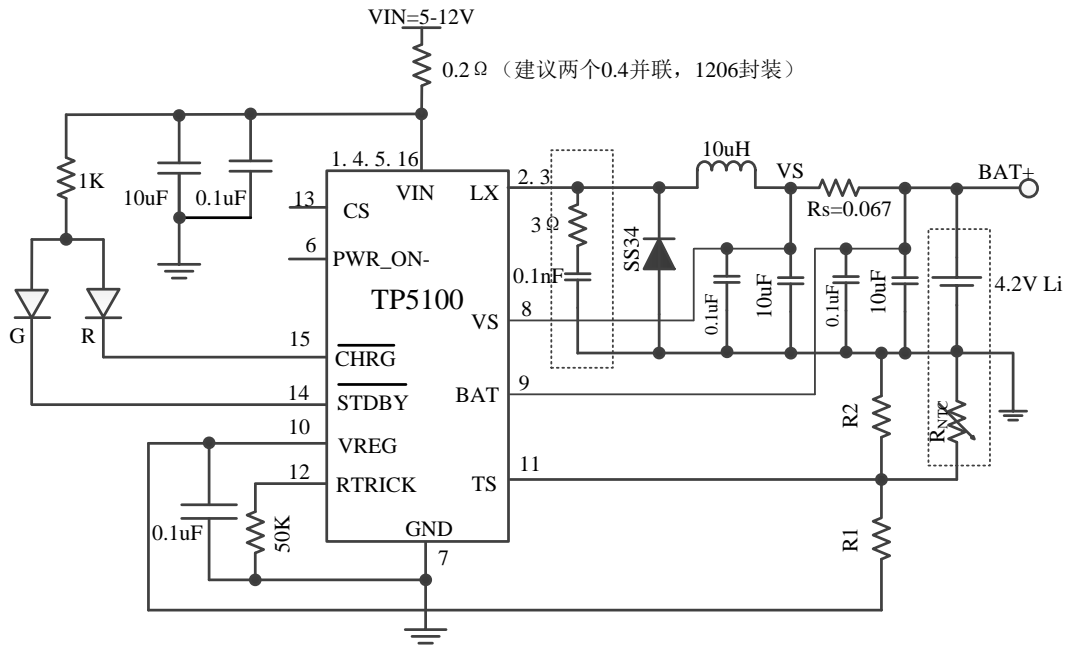 VIN=5-12V
0.2Ω（建议两个0.4并联，1206封装）
1K
10uF
0.1uF
1. 4. 5. 16
VIN
LX
2. 3
10uH
VS
Rs=0.067
BAT+
13
CS
6
PWR_ON-
TP5100
3Ω
0.1nF
SS34
0.1uF
10uF
0.1uF
10uF
4.2V Li
VS
8
G
R
15
CHRG
14
STDBY
BAT
9
10
VREG
12
RTRICK
TS
11
R2
RNTC
0.1uF
50K
GND
7
R1